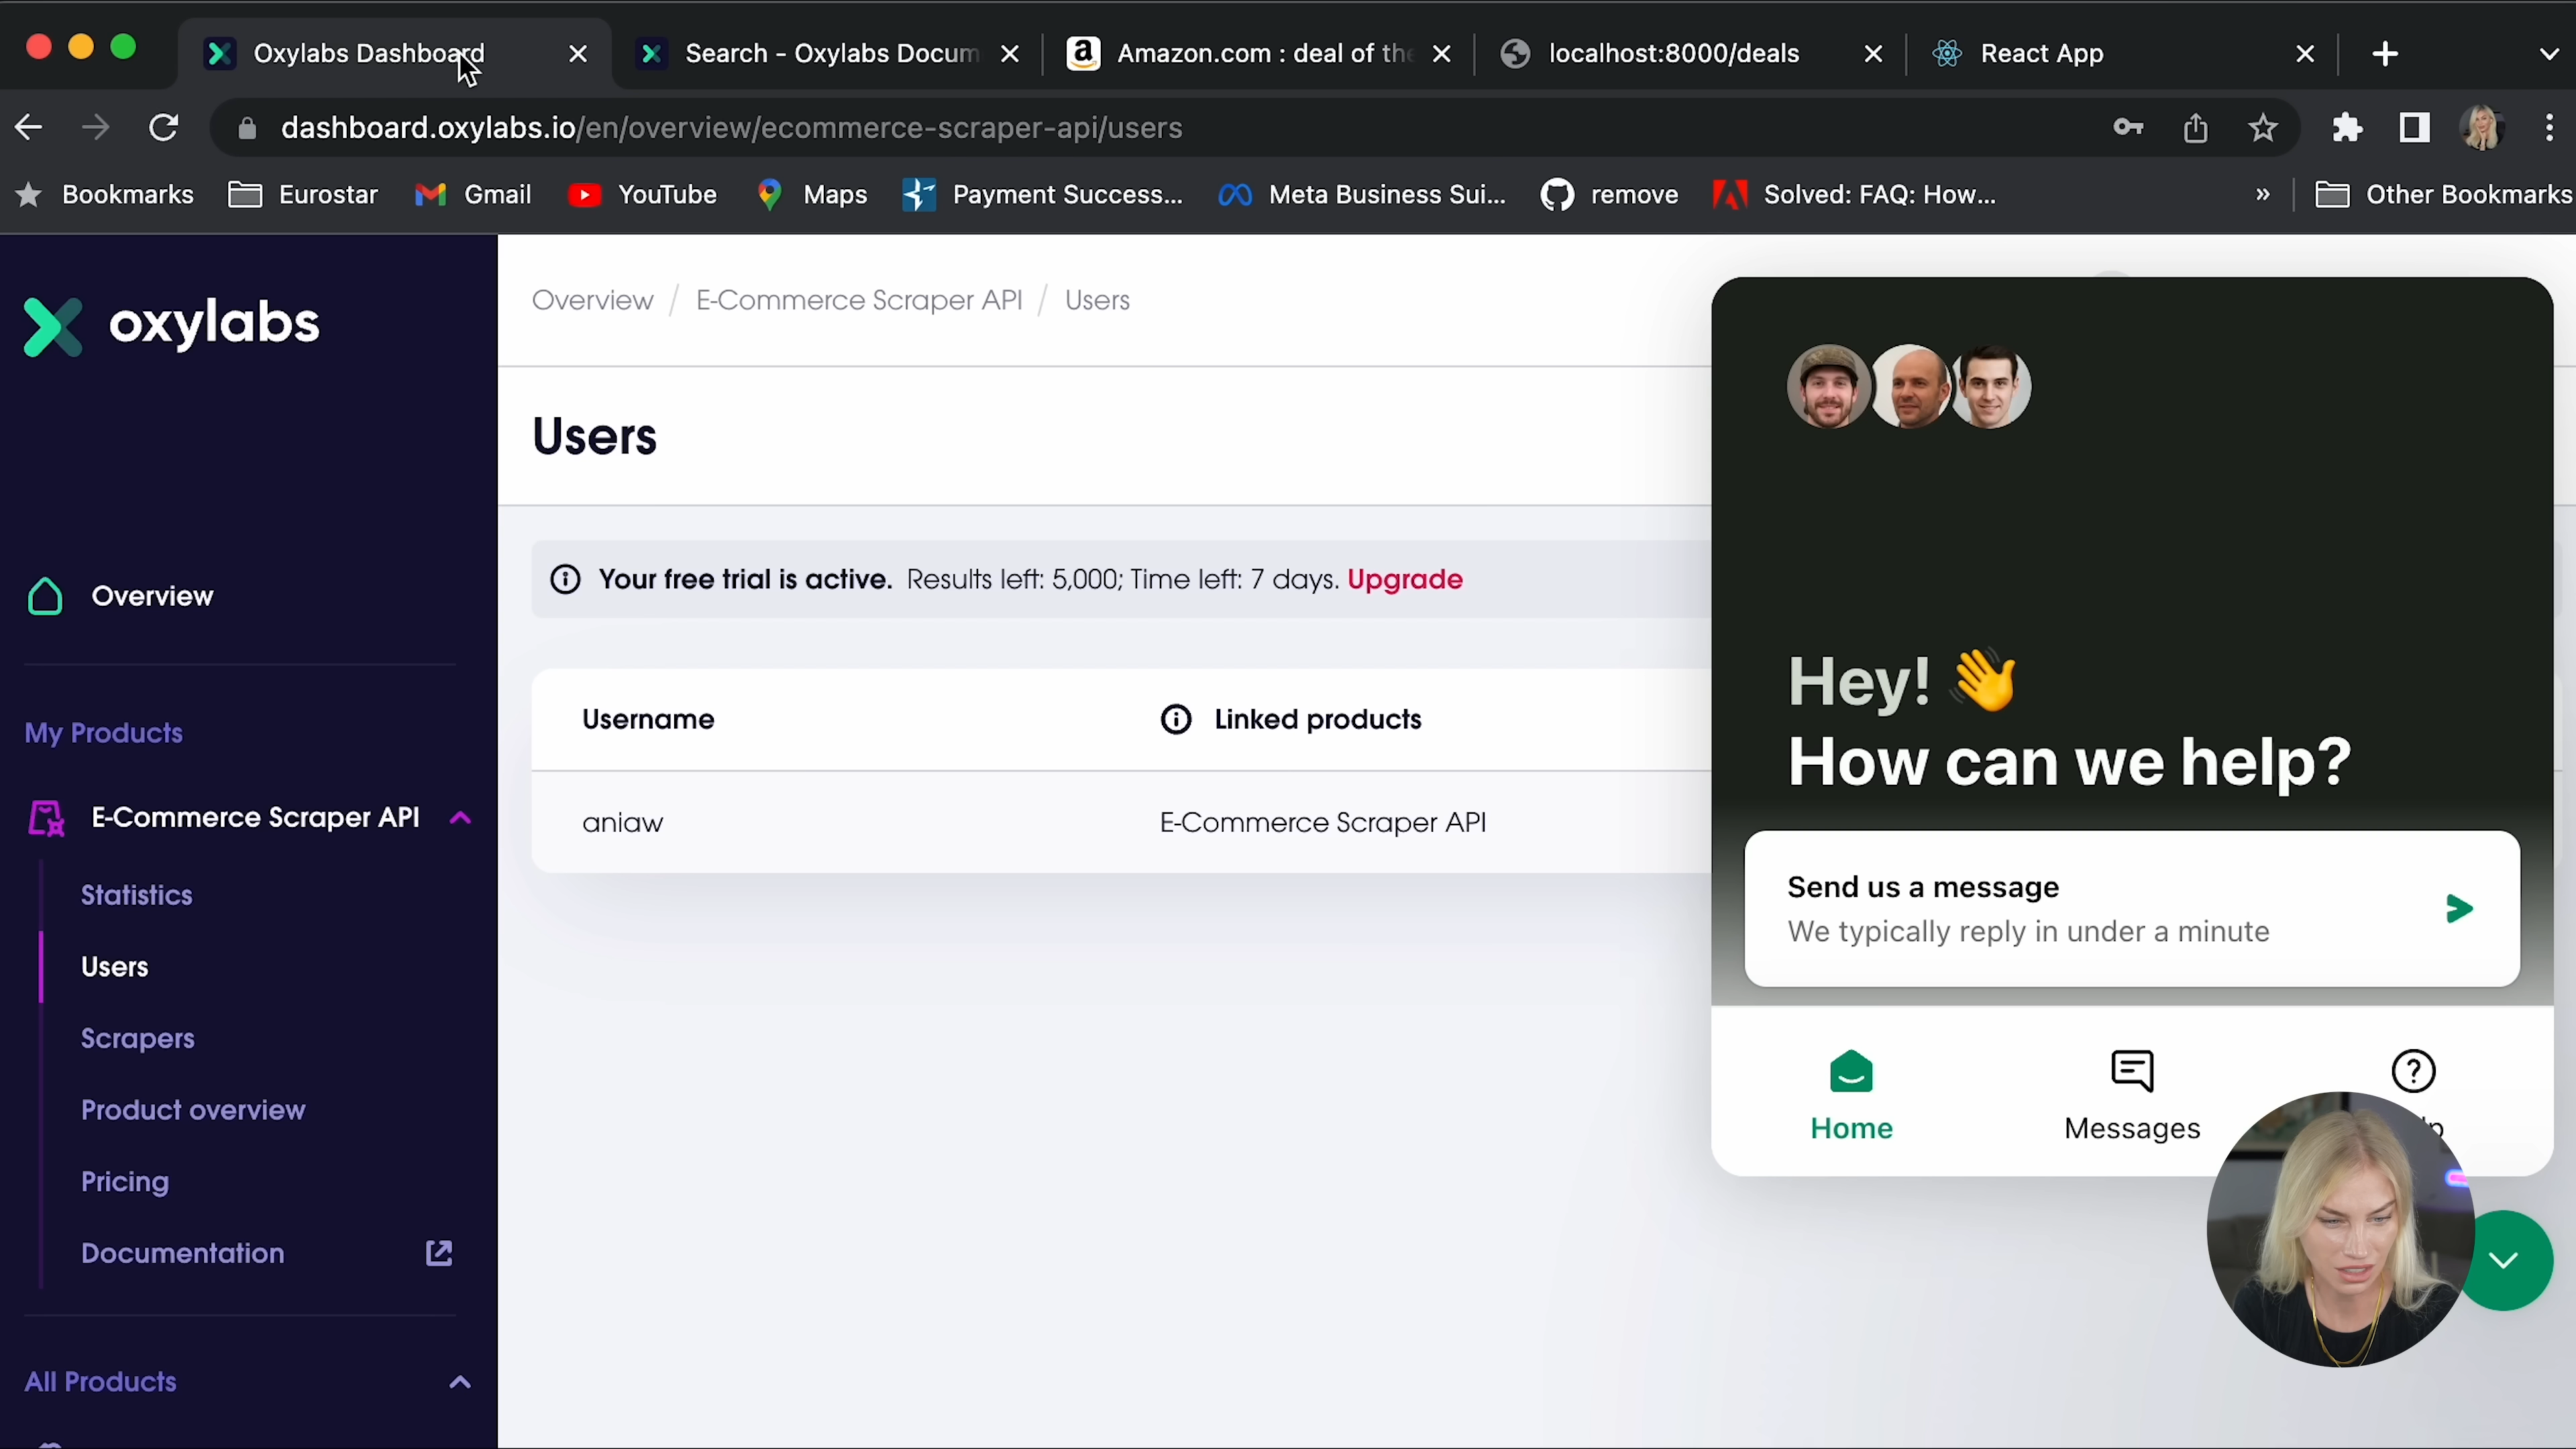 Oxylabs Dashboard
Search – Oxylabs Docum
Amazon.com : deal of the
localhost:8000/deals
React App
dashboard.oxylabs.io/en/overview/ecommerce-scraper-api/users
Bookmarks
Eurostar
Gmail
YouTube
Maps
Payment Success...
Meta Business Sui...
remove
Solved: FAQ: How...
»
Other Bookmarks
oxylabs
Overview
My Products
E-Commerce Scraper API
Statistics
Users
Scrapers
Product overview
Pricing
Documentation
All Products
Overview / E-Commerce Scraper API / Users
Users
Your free trial is active. Results left: 5,000; Time left: 7 days. Upgrade
Username
Linked products
aniaw
E-Commerce Scraper API
Hey! 👋
How can we help?
Send us a message
We typically reply in under a minute
Home
Messages